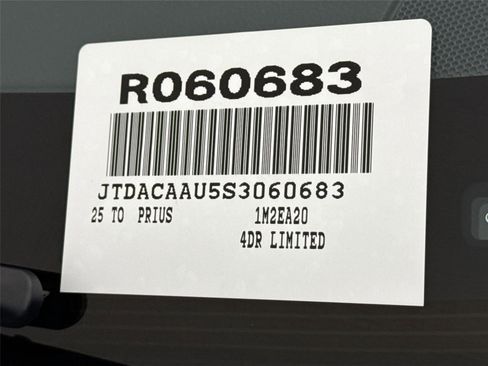 R060683
JTDACAAU5S3060683
25 TO PRIUS 1M2EA20
4DR LIMITED